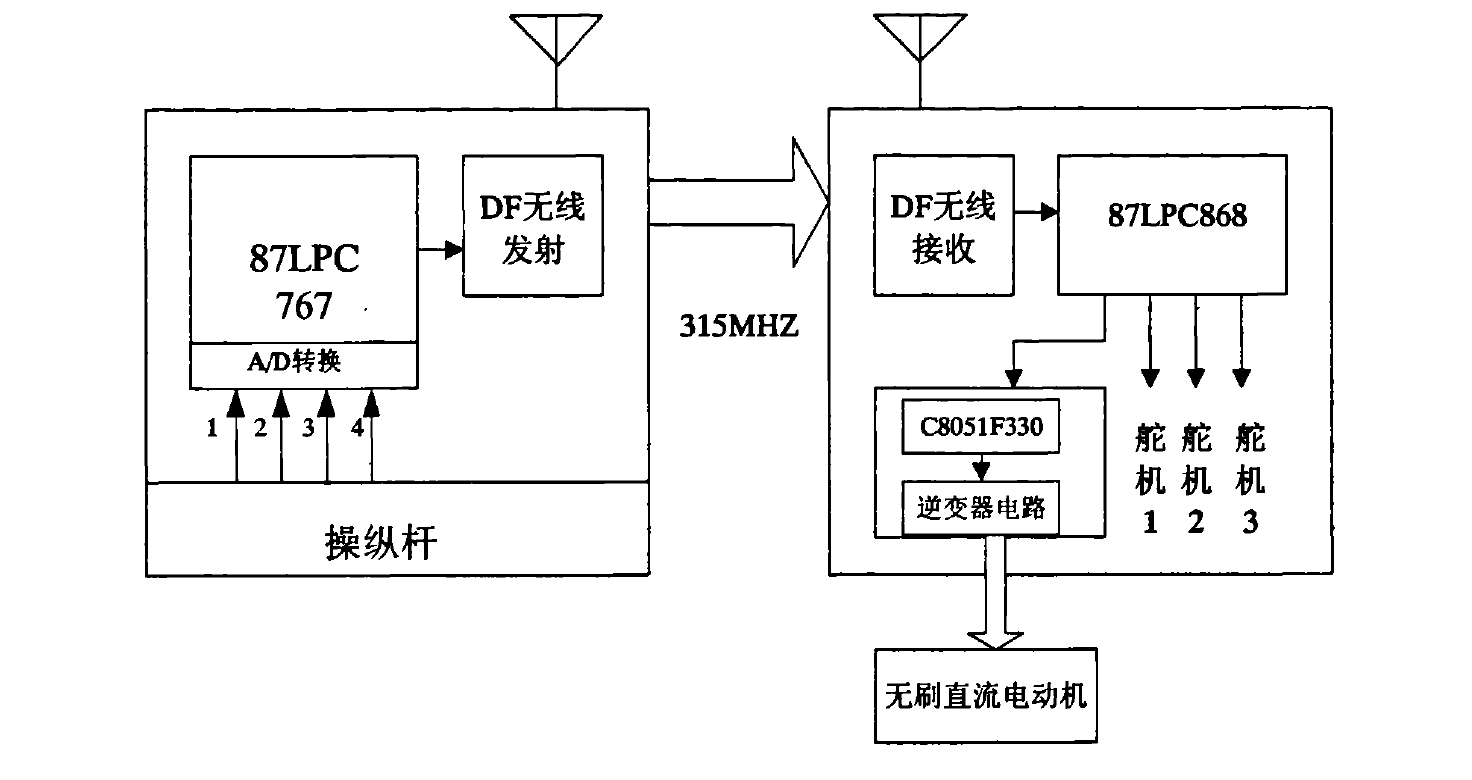 87LPC
767
A/D转换
1 2 3 4
操纵杆
DF无线
发射
315MHZ
DF无线
接收
87LPC868
C8051F330
逆变器电路
舵机1
舵机2
舵机3
无刷直流电动机